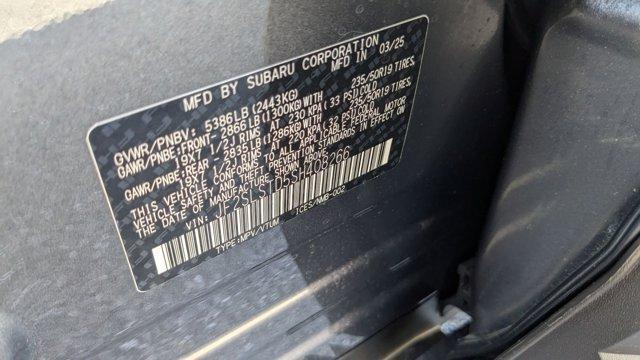 MFD BY SUBARU CORPORATION
MFD IN 03/25
GVWR/PNBV: 5386LB(2443KG)
GAWR/PNBE:FRONT- 2866LB(1300KG)WITH 235/50R19 TIRES,
19X7 1/2J RIMS AT 230 KPA(33 PSI)COLD
GAWR/PNBE:REAR - 2835LB(1286KG)WITH 235/50R19 TIRES,
19X7 1/2J RIMS AT 220 KPA(32 PSI)COLD
THIS VEHICLE CONFORMS TO ALL APPLICABLE FEDERAL MOTOR
VEHICLE SAFETY AND THEFT PREVENTION STANDARDS IN EFFECT ON
THE DATE OF MANUFACTURE SHOWN ABOVE.
VIN:
TYPE:MPV/VTUM ICES/NMB-002